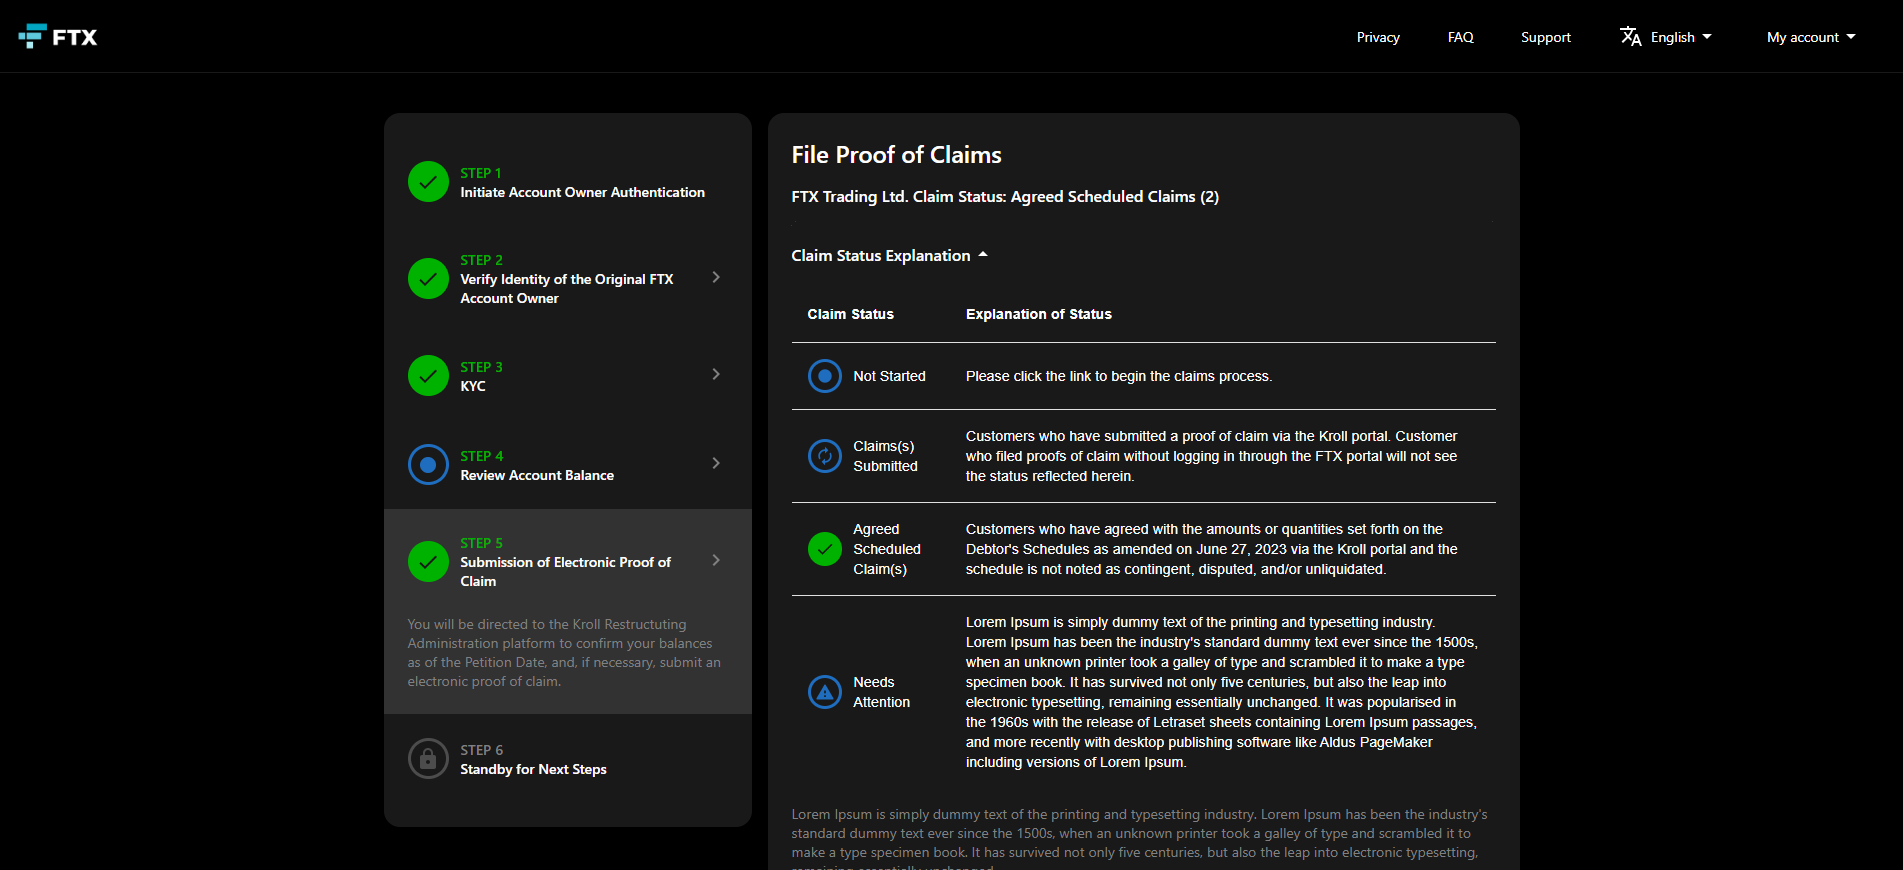 FTX
Privacy
FAQ
Support
English
My account
STEP 1
Initiate Account Owner Authentication
STEP 2
Verify Identity of the Original FTX
Account Owner
STEP 3
KYC
STEP 4
Review Account Balance
STEP 5
Submission of Electronic Proof of
Claim
You will be directed to the Kroll Restructuting
Administration platform to confirm your balances
as of the Petition Date, and, if necessary, submit an
electronic proof of claim.
STEP 6
Standby for Next Steps
File Proof of Claims
FTX Trading Ltd. Claim Status: Agreed Scheduled Claims (2)
Claim Status Explanation
Claim Status
Explanation of Status
Not Started
Please click the link to begin the claims process.
Claims(s)
Submitted
Customers who have submitted a proof of claim via the Kroll portal. Customer
who filed proofs of claim without logging in through the FTX portal will not see
the status reflected herein.
Agreed
Scheduled
Claim(s)
Customers who have agreed with the amounts or quantities set forth on the
Debtor's Schedules as amended on June 27, 2023 via the Kroll portal and the
schedule is not noted as contingent, disputed, and/or unliquidated.
Needs
Attention
Lorem Ipsum is simply dummy text of the printing and typesetting industry.
Lorem Ipsum has been the industry's standard dummy text ever since the 1500s,
when an unknown printer took a galley of type and scrambled it to make a type
specimen book. It has survived not only five centuries, but also the leap into
electronic typesetting, remaining essentially unchanged. It was popularised in
the 1960s with the release of Letraset sheets containing Lorem Ipsum passages,
and more recently with desktop publishing software like Aldus PageMaker
including versions of Lorem Ipsum.
Lorem Ipsum is simply dummy text of the printing and typesetting industry. Lorem Ipsum has been the industry's
standard dummy text ever since the 1500s, when an unknown printer took a galley of type and scrambled it to
make a type specimen book. It has survived not only five centuries, but also the leap into electronic typesetting,
remaining essentially unchanged.